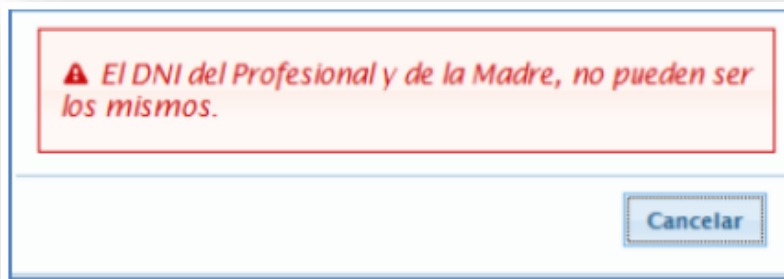 El DNI del Profesional y de la Madre, no pueden ser
los mismos.
Cancelar